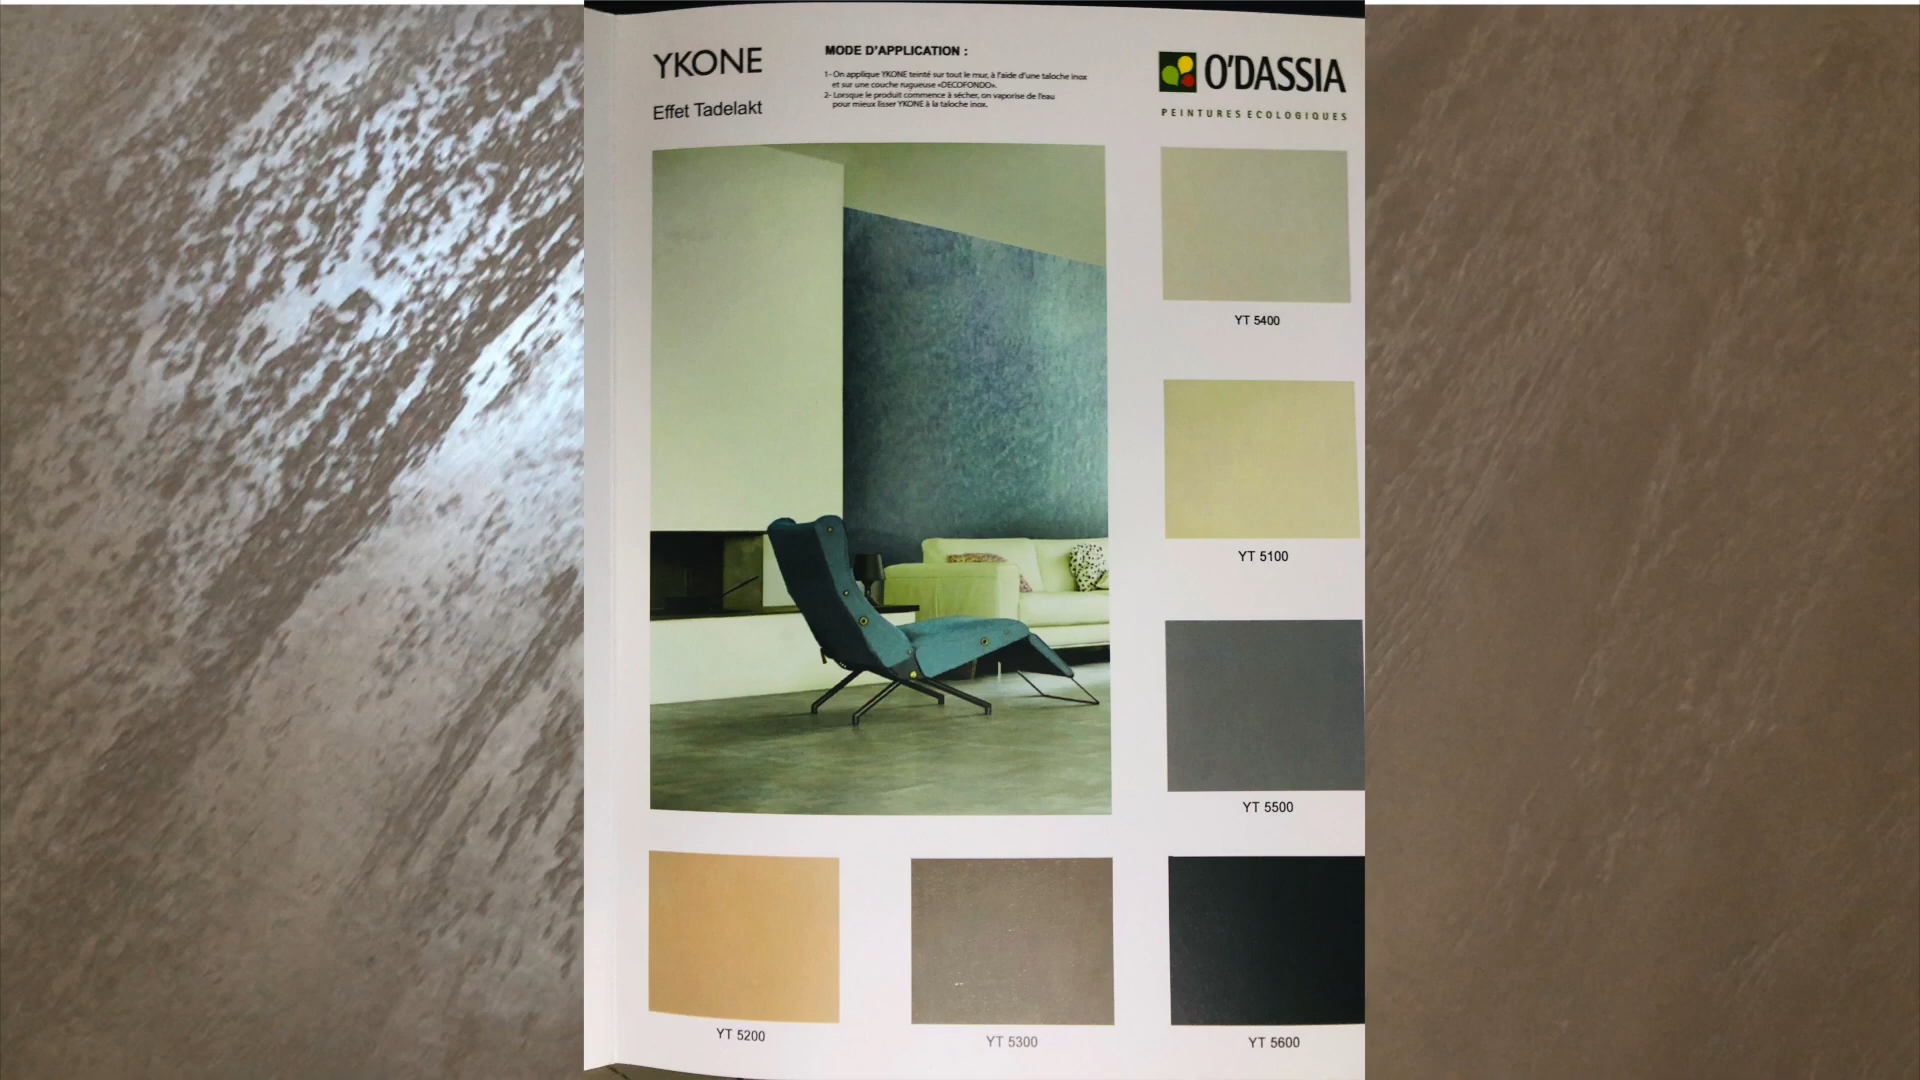 YKONE
Effet Tadelakt
MODE D'APPLICATION :
1- On applique YKONE teinté sur tout le mur, à l'aide d'une taloche inox
et sur une couche rugueuse «DECOFONDO».
2- Lorsque le produit commence à sécher, on vaporise de l'eau
pour mieux lisser YKONE à la taloche inox.
O'DASSIA
PEINTURES ECOLOGIQUES
YT 5400
YT 5100
YT 5500
YT 5200
YT 5300
YT 5600